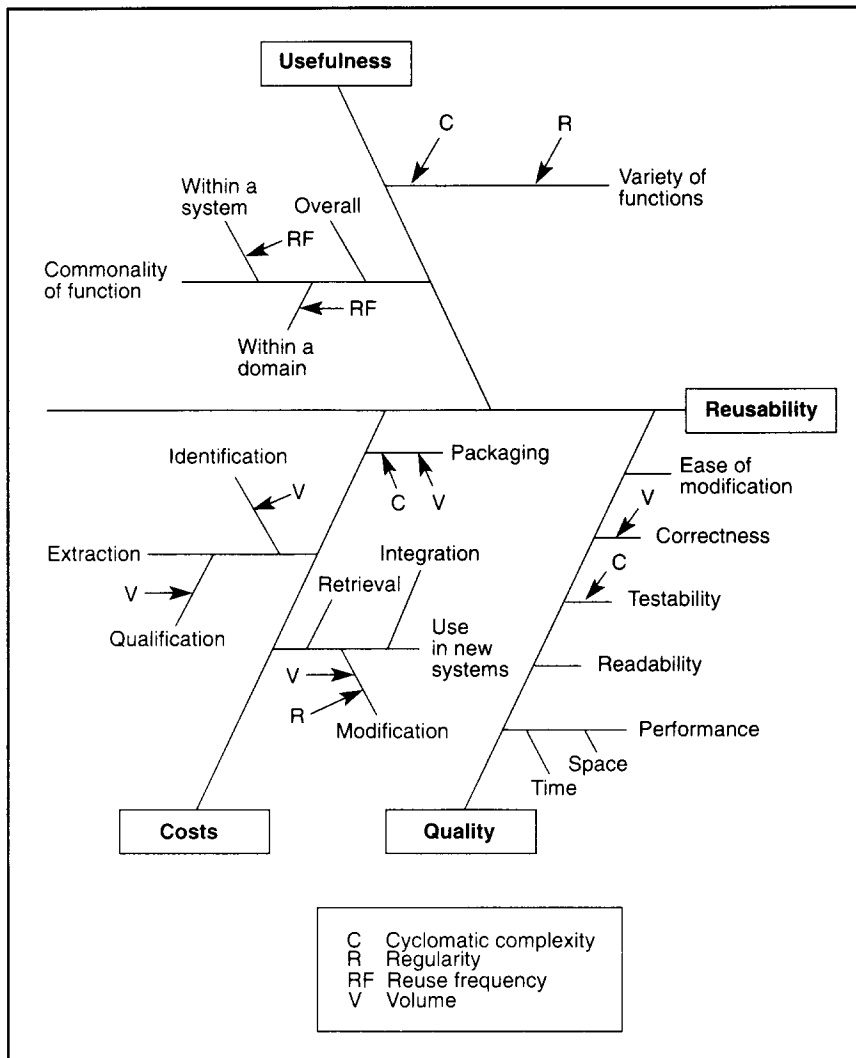 Usefulness
C
R
Variety of
functions
Within a
system
Overall
RF
Commonality
of function
RF
Within a
domain
Reusability
Identification
Packaging
V
C
V
Ease of
modification
V
Correctness
Extraction
Integration
Retrieval
C
Testability
V
Qualification
Use
in new
systems
V
R
Modification
Readability
Performance
Space
Time
Costs
Quality
C Cyclomatic complexity
R Regularity
RF Reuse frequency
V Volume